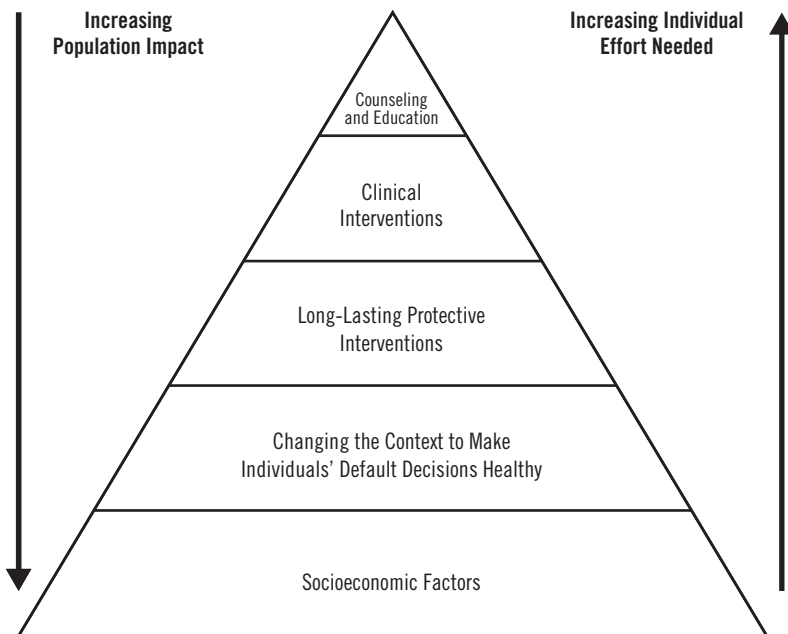 Increasing
Population Impact
Increasing Individual
Effort Needed
Counseling
and Education
Clinical
Interventions
Long-Lasting Protective
Interventions
Changing the Context to Make
Individuals’ Default Decisions Healthy
Socioeconomic Factors